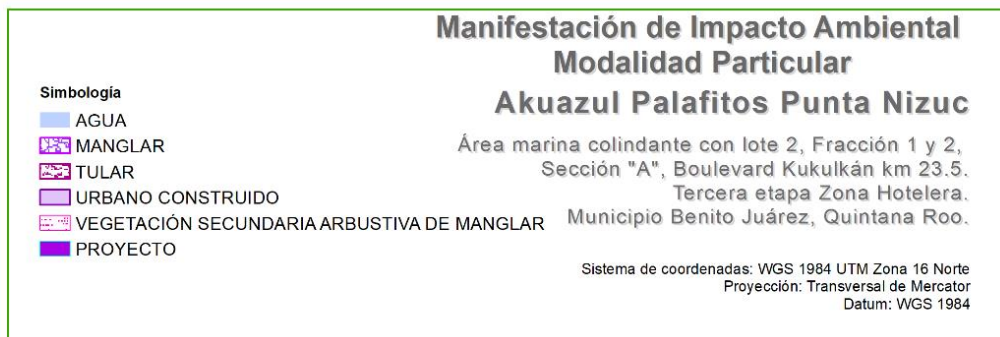 Manifestación de Impacto Ambiental
Modalidad Particular
Akuazul Palafitos Punta Nizuc
Área marina colindante con lote 2, Fracción 1 y 2,
Sección "A", Boulevard Kukulkán km 23.5.
Tercera etapa Zona Hotelera.
Municipio Benito Juárez, Quintana Roo.
Simbología
AGUA
MANGLAR
TULAR
URBANO CONSTRUIDO
VEGETACIÓN SECUNDARIA ARBUSTIVA DE MANGLAR
PROYECTO
Sistema de coordenadas: WGS 1984 UTM Zona 16 Norte
Proyección: Transversal de Mercator
Datum: WGS 1984